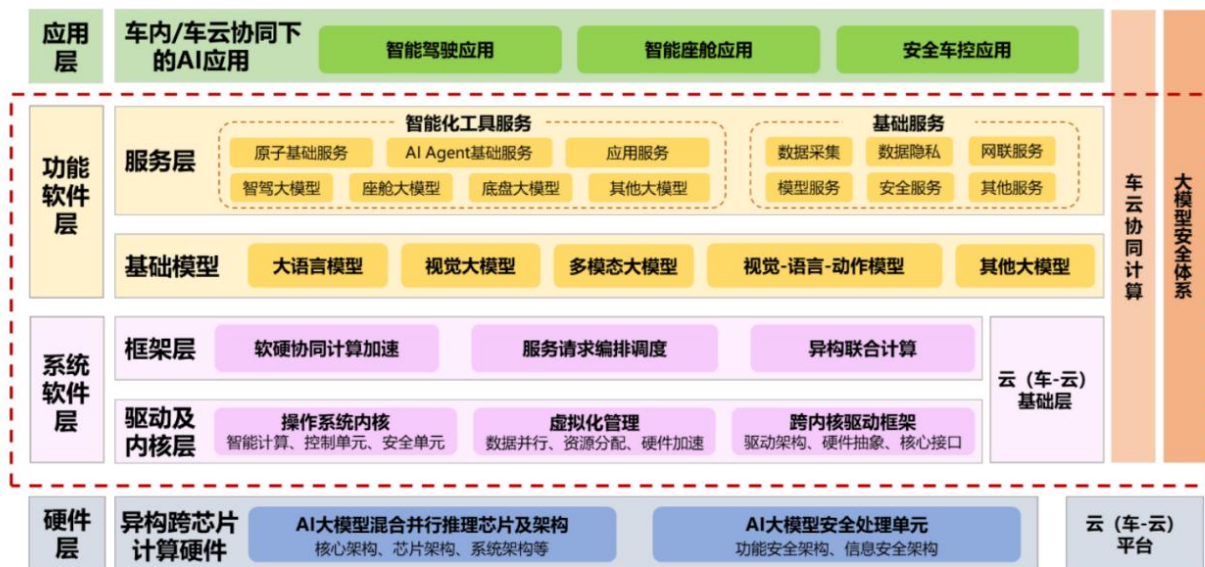 应用
层
车内/车云协同下
的AI应用
智能驾驶应用
智能座舱应用
安全车控应用
功能
软件
层
服务层
智能化工具服务
原子基础服务
AI Agent基础服务
应用服务
智驾大模型
座舱大模型
底盘大模型
其他大模型
基础服务
数据采集
数据隐私
网联服务
模型服务
安全服务
其他服务
基础模型
大语言模型
视觉大模型
多模态大模型
视觉-语言-动作模型
其他大模型
系统
软件
层
框架层
软硬协同计算加速
服务请求编排调度
异构联合计算
驱动及
内核层
操作系统内核
智能计算、控制单元、安全单元
虚拟化管理
数据并行、资源分配、硬件加速
跨内核驱动框架
驱动架构、硬件抽象、核心接口
云（车-云）
基础层
车云协同计算
大模型安全体系
硬件
层
异构跨芯片
计算硬件
AI大模型混合并行推理芯片及架构
核心架构、芯片架构、系统架构等
AI大模型安全处理单元
功能安全架构、信息安全架构
云（车-云）
平台